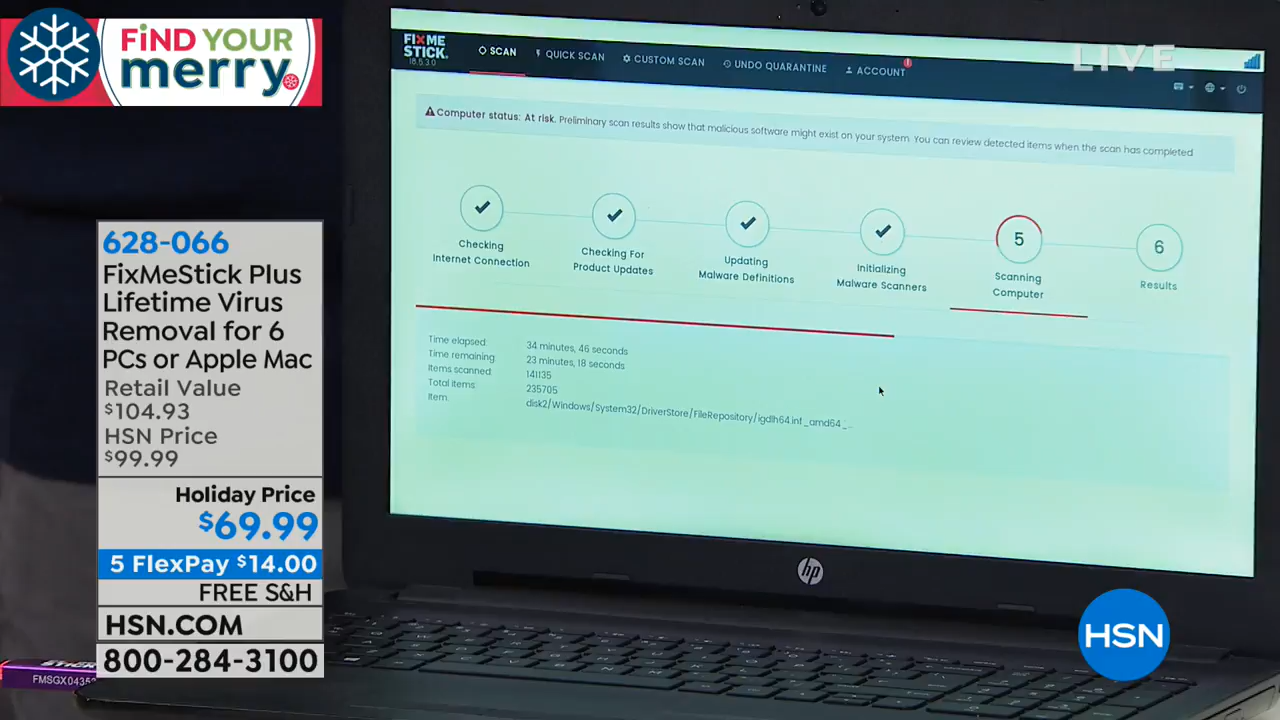 FiND YOUR
merry
628-066
FixMeStick Plus
Lifetime Virus
Removal for 6
PCs or Apple Mac
Retail Value
$104.93
HSN Price
$99.99
Holiday Price
$69.99
5 FlexPay $14.00
FREE S&H
HSN.COM
800-284-3100
FIXME
STICK
18.6.3.0
SCAN
QUICK SCAN
CUSTOM SCAN
UNDO QUARANTINE
ACCOUNT
LIVE
Computer status: At risk. Preliminary scan results show that malicious software might exist on your system. You can review detected items when the scan has completed
Checking
Internet Connection
Checking For
Product Updates
Updating
Malware Definitions
Initializing
Malware Scanners
5
Scanning
Computer
6
Results
Time elapsed: 34 minutes, 46 seconds
Time remaining: 23 minutes, 18 seconds
Items scanned: 141135
Total items: 235705
Item: disk2/Windows/System32/DriverStore/FileRepository/igdlh64.inf_amd64_...
hp
HSN